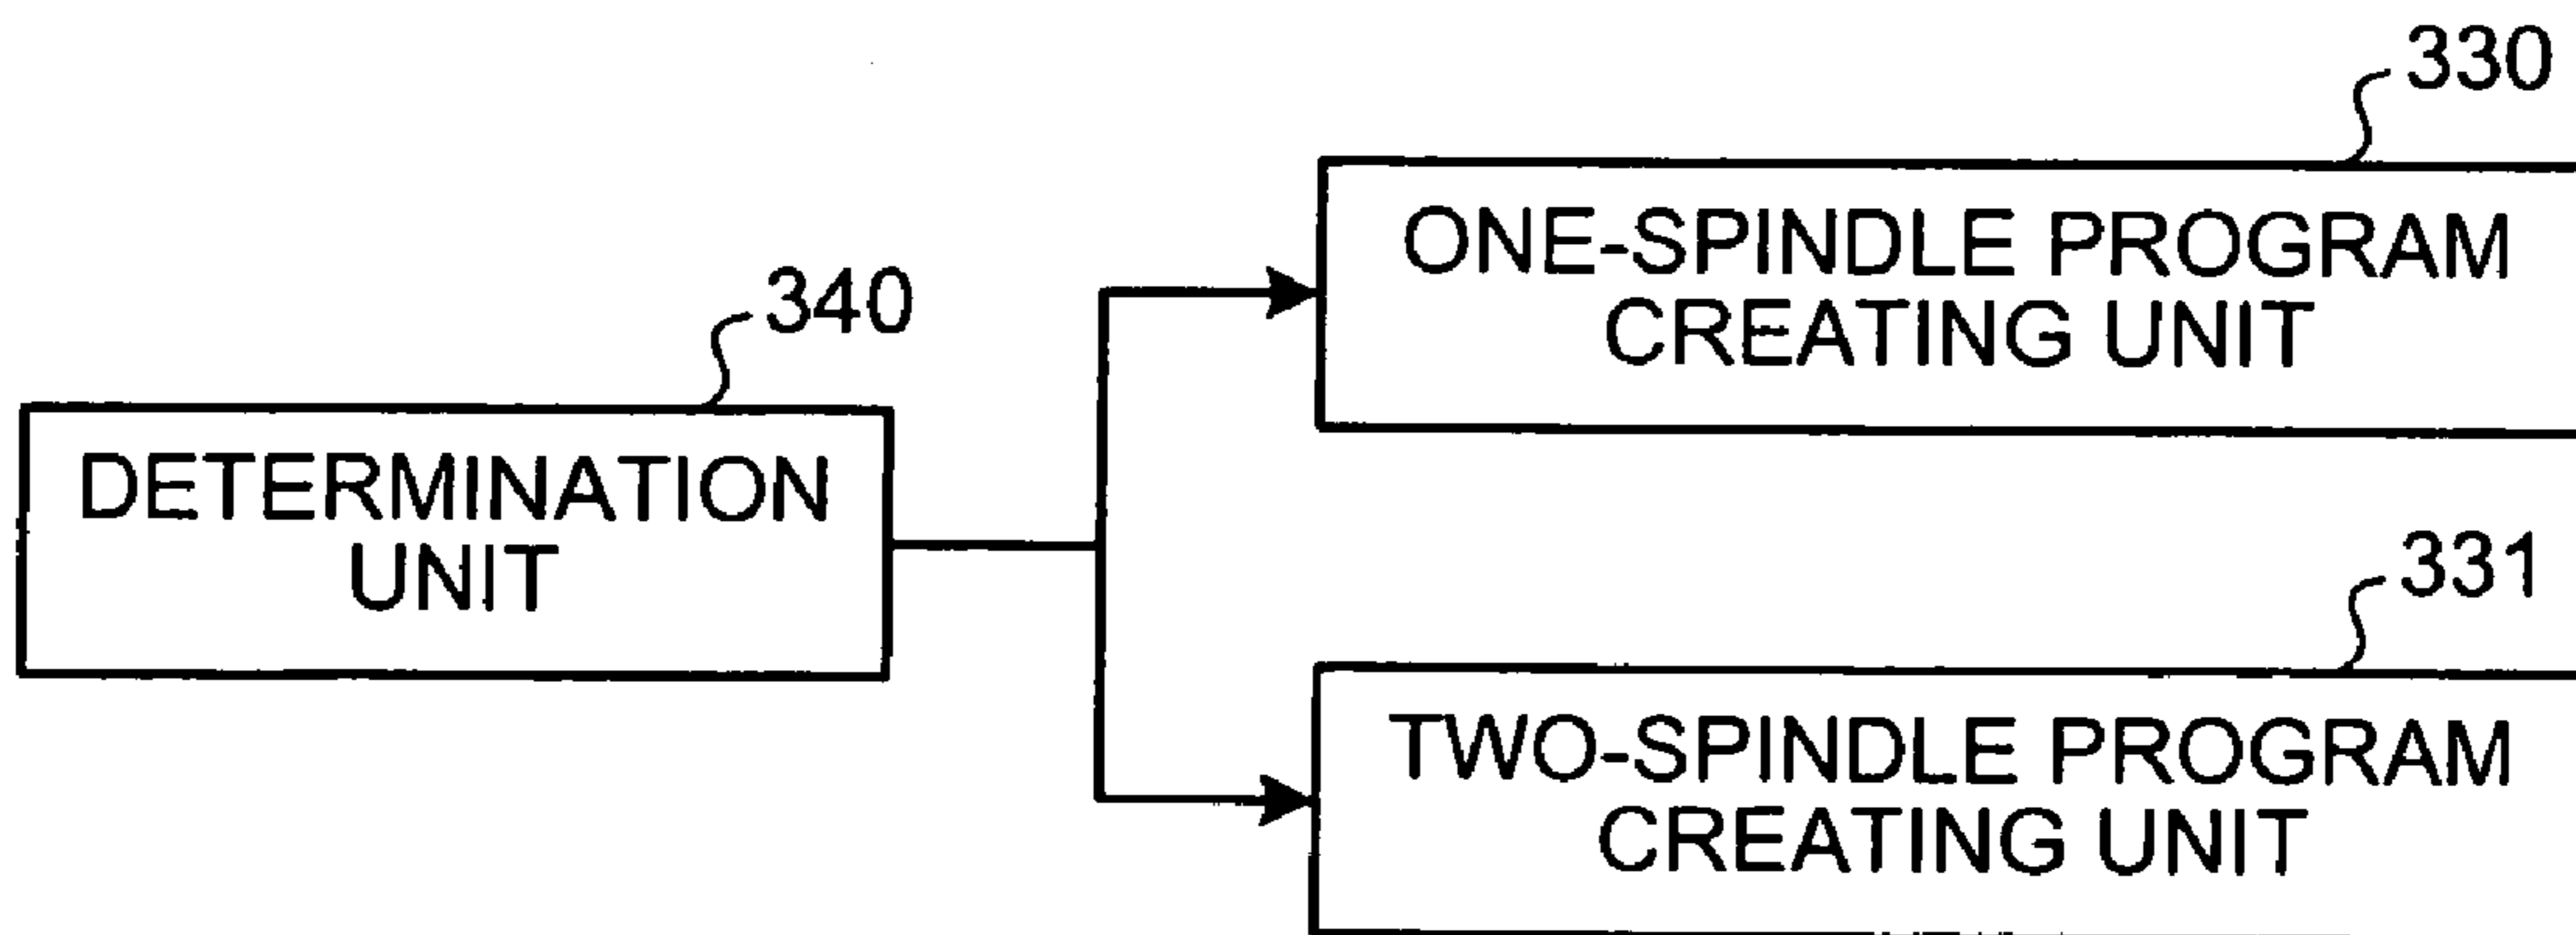 330
ONE-SPINDLE PROGRAM
CREATING UNIT
340
DETERMINATION
UNIT
331
TWO-SPINDLE PROGRAM
CREATING UNIT